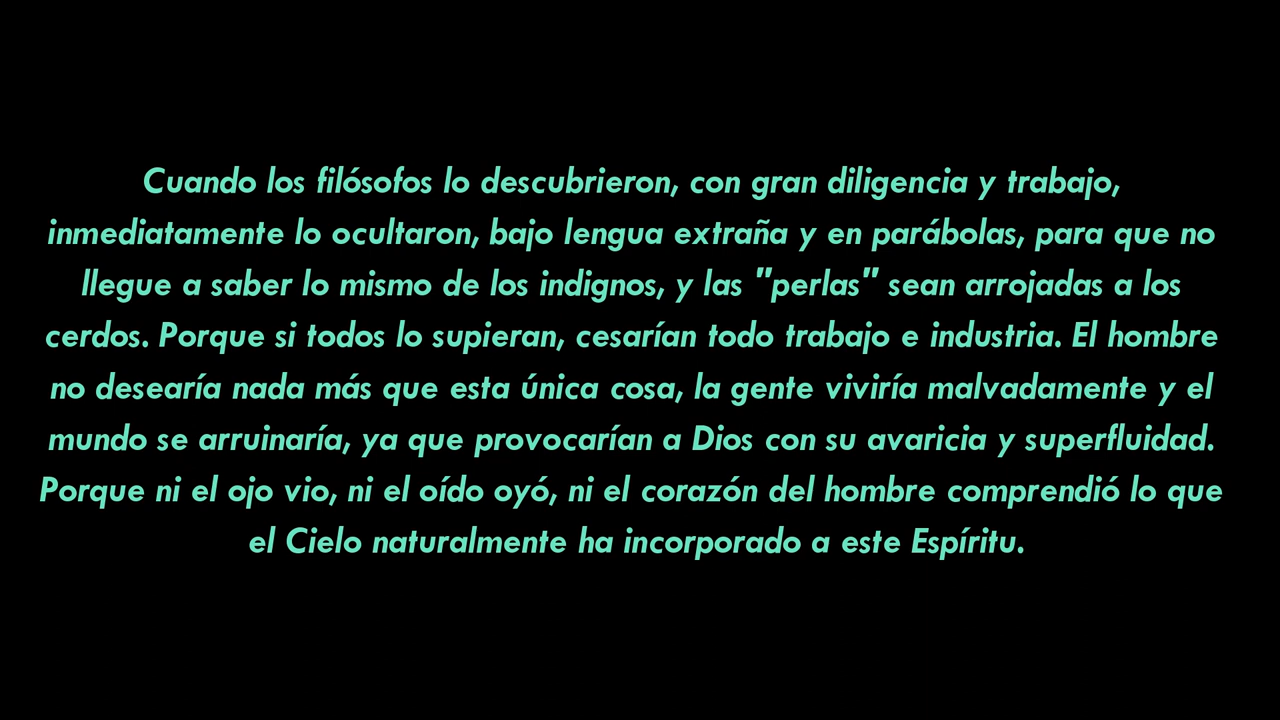 Cuando los filósofos lo descubrieron, con gran diligencia y trabajo,
inmediatamente lo ocultaron, bajo lengua extraña y en parábolas, para que no
llegue a saber lo mismo de los indignos, y las "perlas" sean arrojadas a los
cerdos. Porque si todos lo supieran, cesarían todo trabajo e industria. El hombre
no desearía nada más que esta única cosa, la gente viviría malvadamente y el
mundo se arruinaría, ya que provocarían a Dios con su avaricia y superfluidad.
Porque ni el ojo vio, ni el oído oyó, ni el corazón del hombre comprendió lo que
el Cielo naturalmente ha incorporado a este Espíritu.